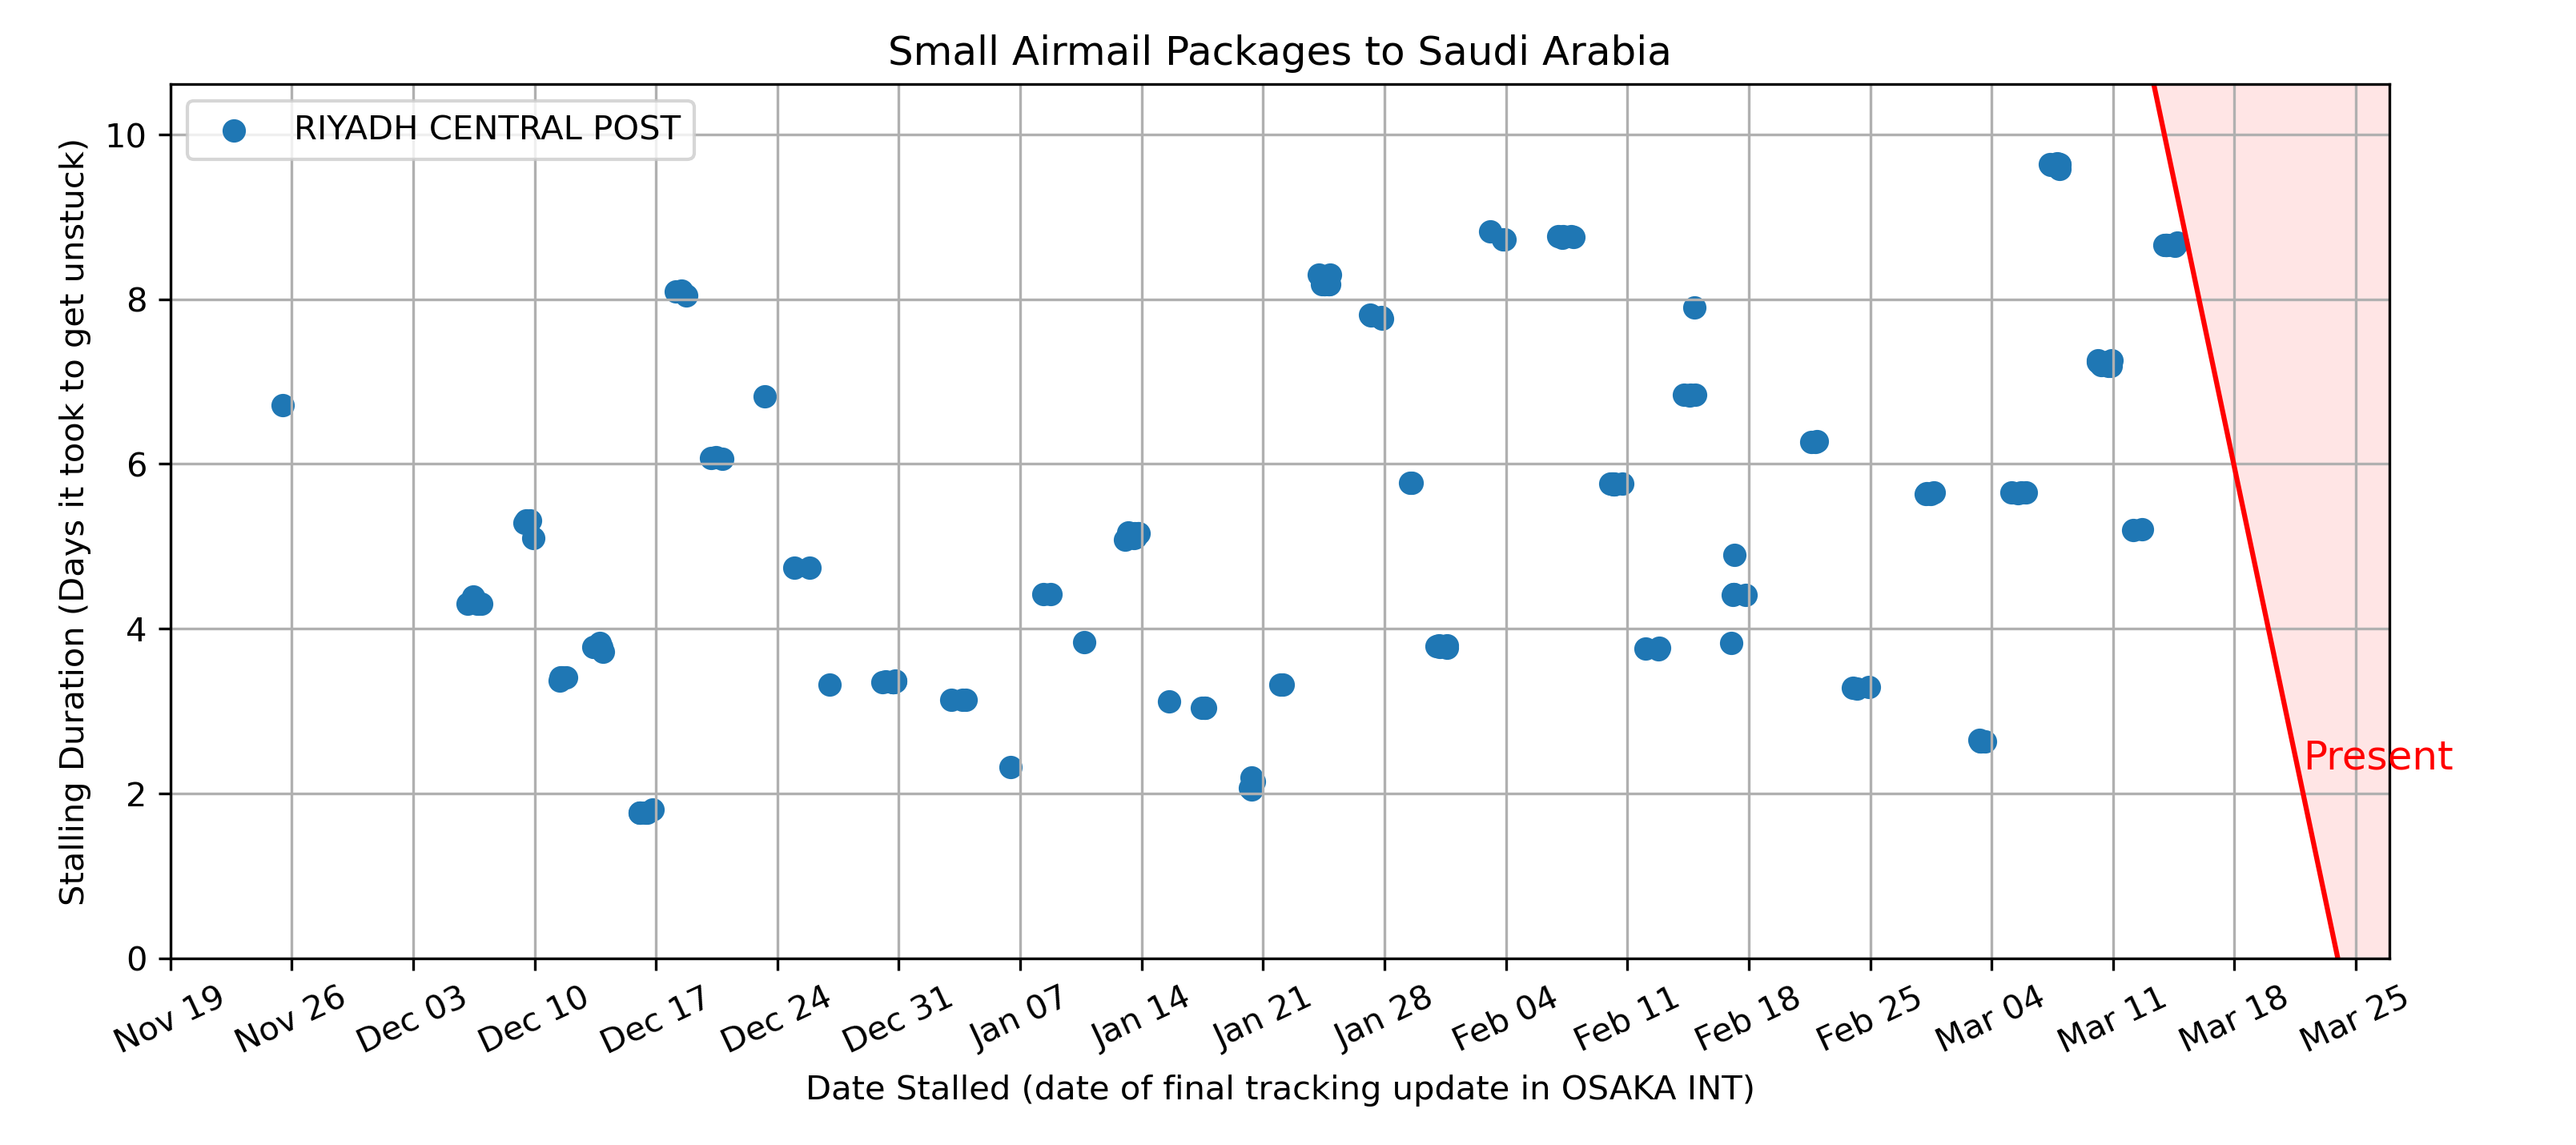 Small Airmail Packages to Saudi Arabia
RIYADH CENTRAL POST
Stalling Duration (Days it took to get unstuck)
10
8
6
4
2
0
Present
Nov 19
Nov 26
Dec 03
Dec 10
Dec 17
Dec 24
Dec 31
Jan 07
Jan 14
Jan 21
Jan 28
Feb 04
Feb 11
Feb 18
Feb 25
Mar 04
Mar 11
Mar 18
Mar 25
Date Stalled (date of final tracking update in OSAKA INT)